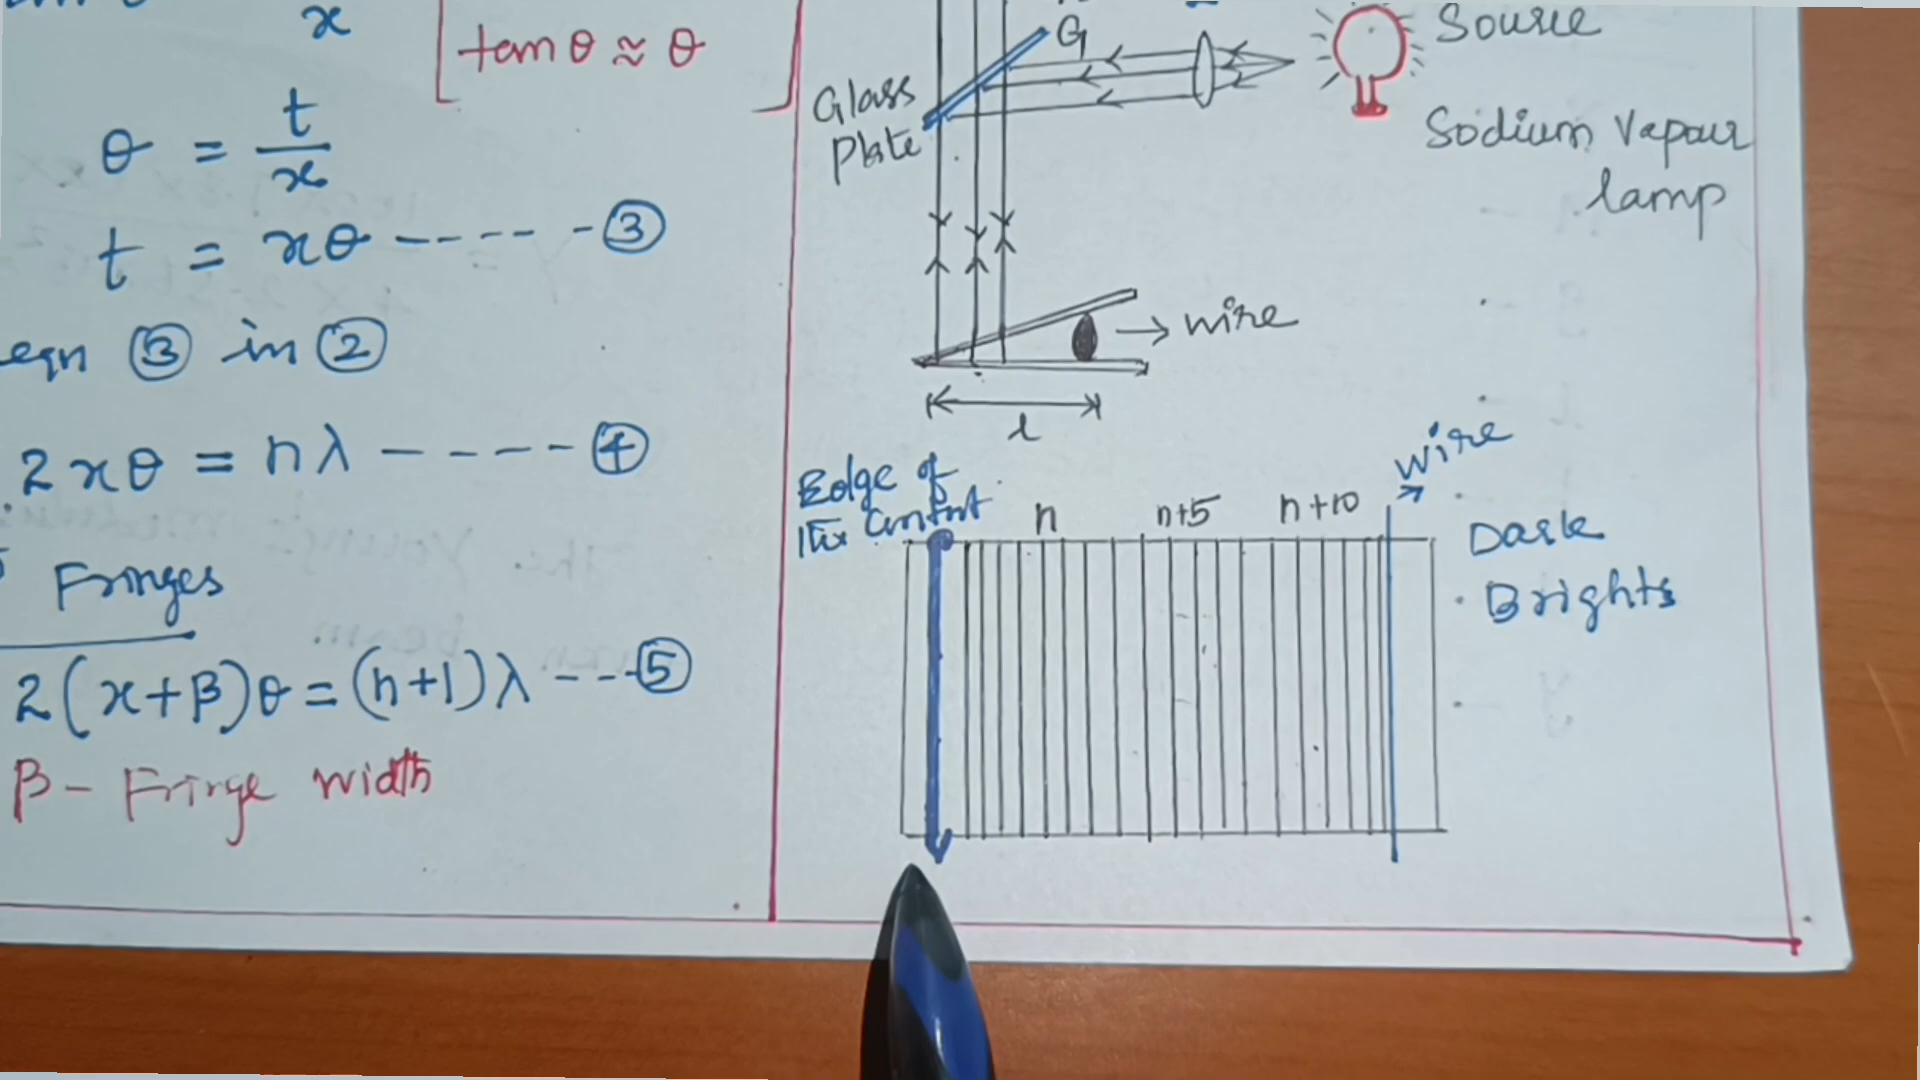 x
tan θ ≈ θ
θ = t/x
t = xθ ----- ③
eqn ③ in ②
2xθ = nλ ---- ④
Fringes
2(x+β)θ = (n+1)λ --- ⑤
β - Fringe width
G
Glass
Plate
Source
Sodium Vapour
lamp
wire
l
Edge of
Contact
n n+5 n+10
wire
Dark
Brights